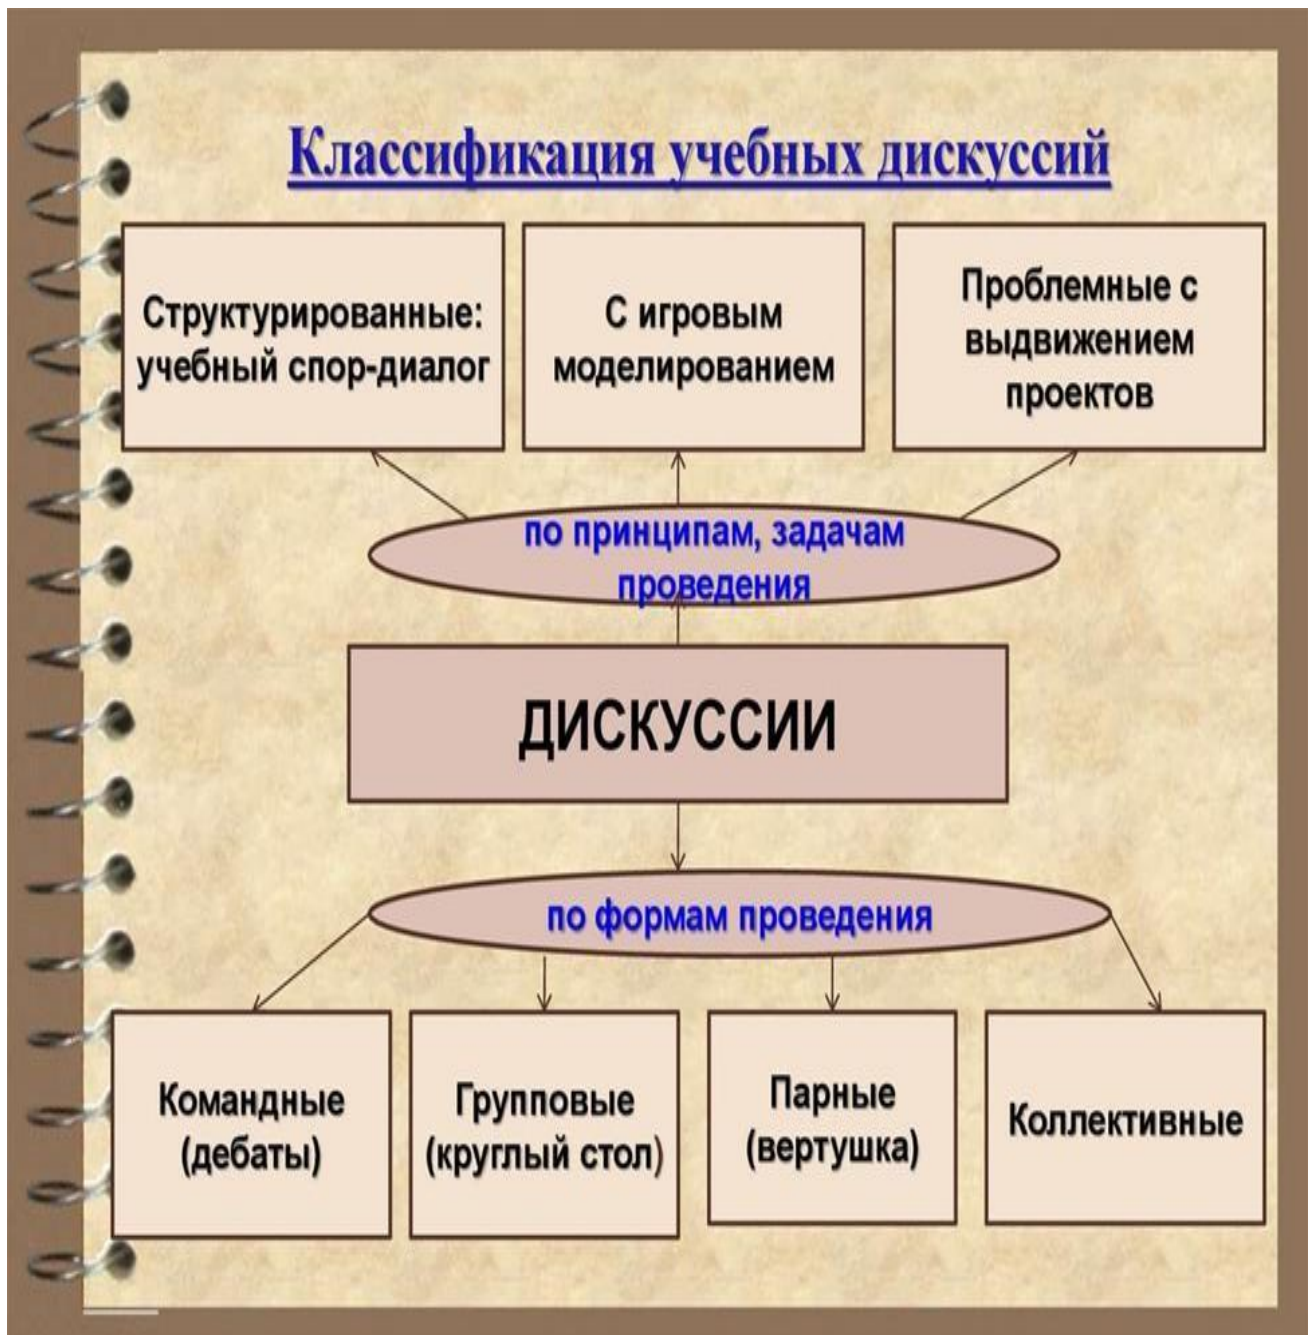 Классификация учебных дискуссий
Структурированные:
учебный спор-диалог
С игровым
моделированием
Проблемные с
выдвижением
проектов
по принципам, задачам
проведения
ДИСКУССИИ
по формам проведения
Командные
(дебаты)
Групповые
(круглый стол)
Парные
(вертушка)
Коллективные